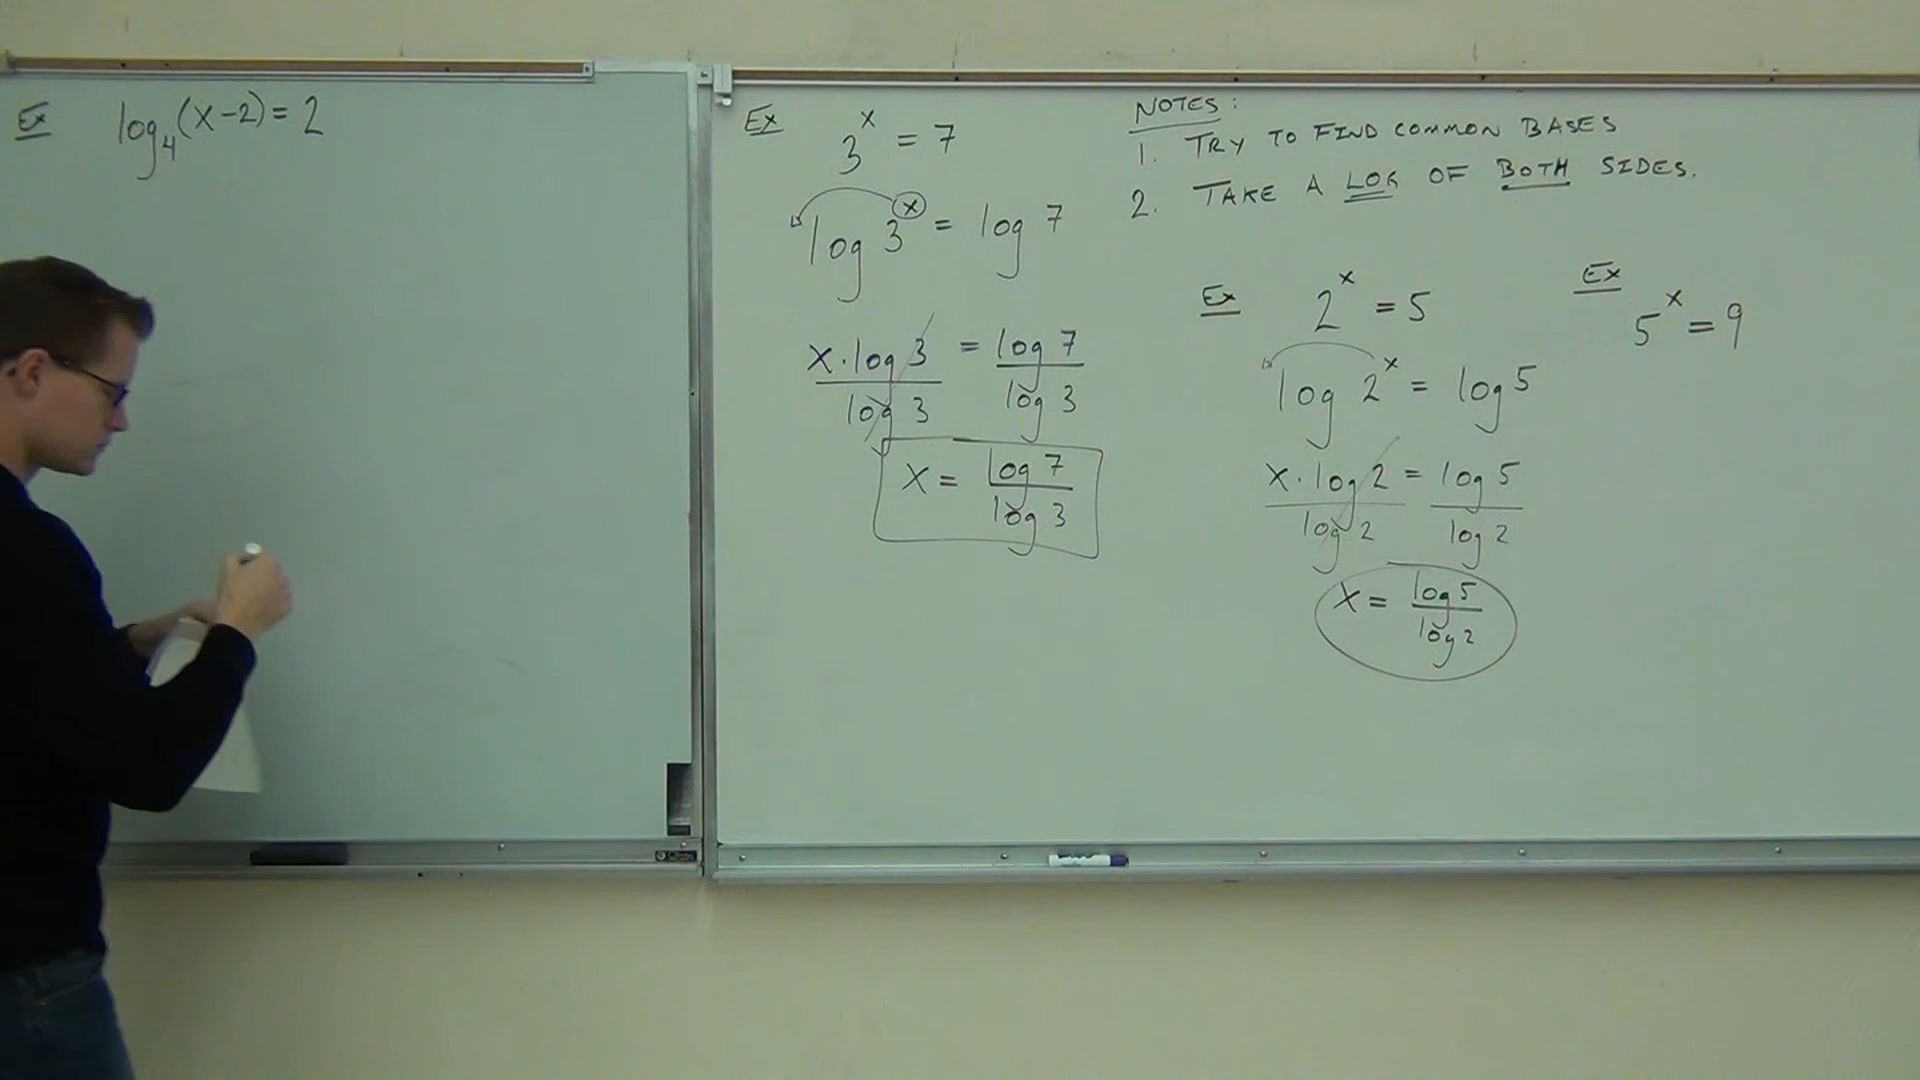 Ex log₄(x-2) = 2
Ex 3ˣ = 7
log 3ˣ = log 7
x · log 3 = log 7
log 3 log 3
x = log 7
log 3
NOTES:
1. TRY TO FIND COMMON BASES
2. TAKE A LOG OF BOTH SIDES.
Ex 2ˣ = 5
log 2ˣ = log 5
x · log 2 = log 5
log 2 log 2
x = log 5
log 2
Ex
5ˣ = 9